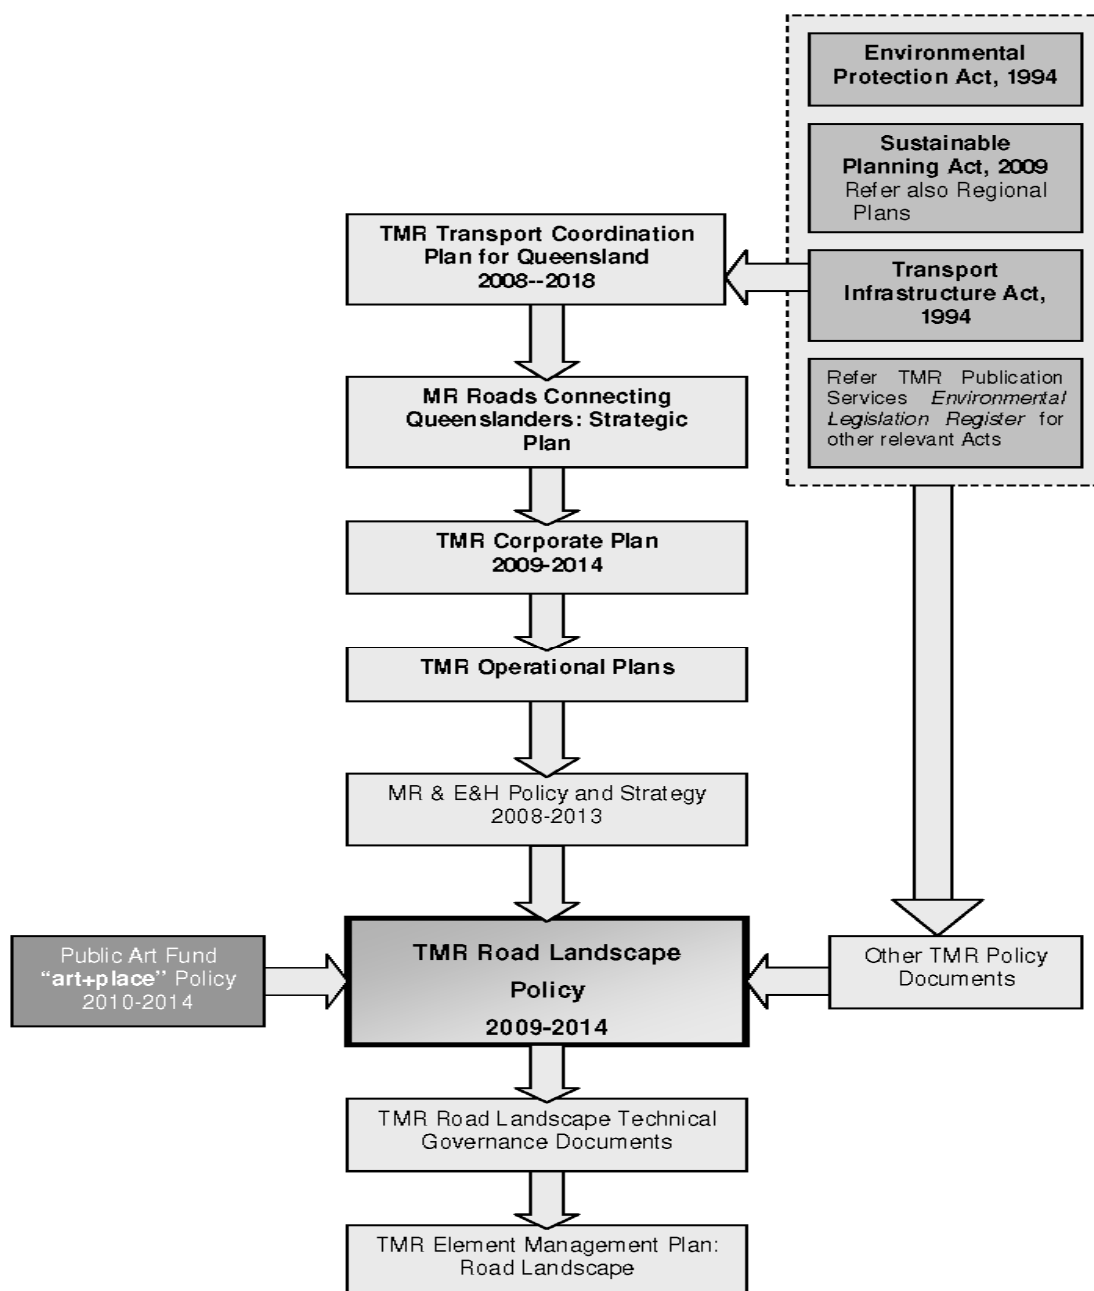 Environmental
Protection Act, 1994
Sustainable
Planning Act, 2009
Refer also Regional
Plans
TMR Transport Coordination
Plan for Queensland
2008--2018
Transport
Infrastructure Act,
1994
Refer TMR Publication
Services Environmental
Legislation Register for
other relevant Acts
MR Roads Connecting
Queenslanders: Strategic
Plan
TMR Corporate Plan
2009-2014
TMR Operational Plans
MR & E&H Policy and Strategy
2008-2013
Public Art Fund
“art+place” Policy
2010-2014
TMR Road Landscape
Policy
2009-2014
Other TMR Policy
Documents
TMR Road Landscape Technical
Governance Documents
TMR Element Management Plan:
Road Landscape